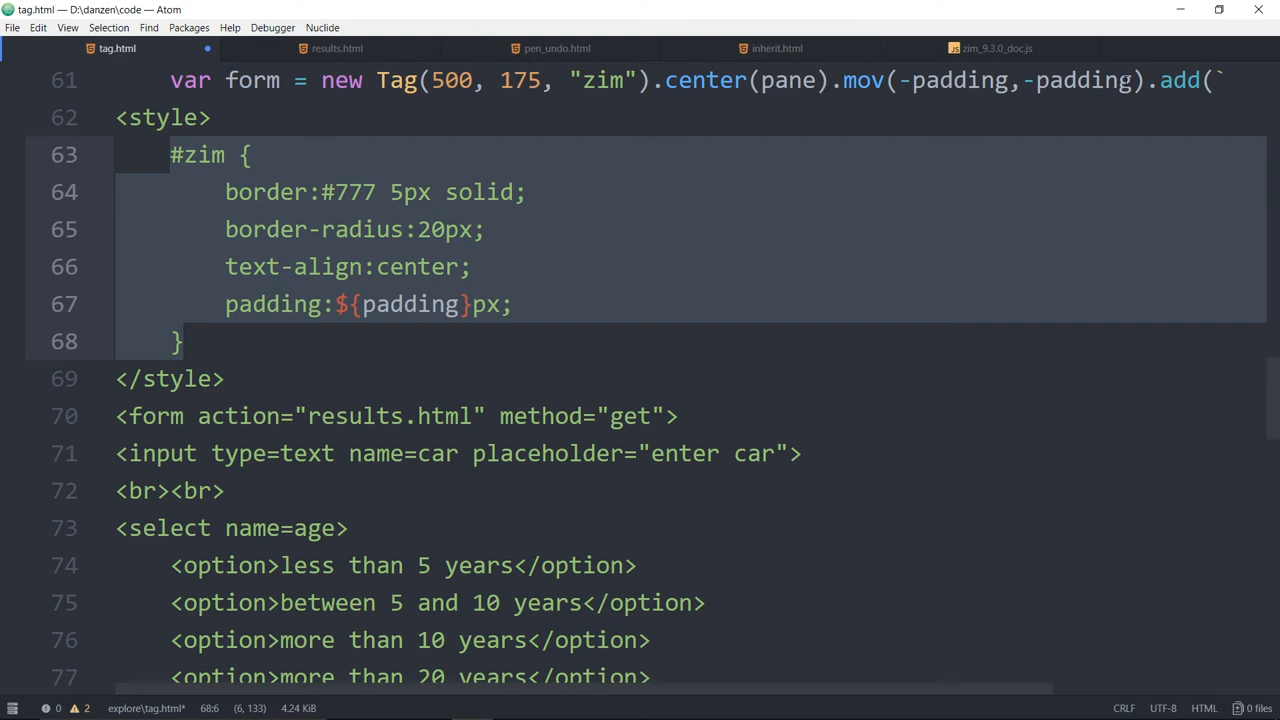 tag.html — D:\danzen\code — Atom
File Edit View Selection Find Packages Help Debugger Nuclide
tag.html results.html pen_undo.html inherit.html zim_9.3.0_doc.js
61 var form = new Tag(500, 175, "zim").center(pane).mov(-padding,-padding).add(`
62 <style>
63 #zim {
64 border:#777 5px solid;
65 border-radius:20px;
66 text-align:center;
67 padding:${padding}px;
68 }
69 </style>
70 <form action="results.html" method="get">
71 <input type=text name=car placeholder="enter car">
72 <br><br>
73 <select name=age>
74 <option>less than 5 years</option>
75 <option>between 5 and 10 years</option>
76 <option>more than 10 years</option>
77 <option>more than 20 years</option>
0 2 explore\tag.html* 68:6 (6, 133) 4.24 KiB CRLF UTF-8 HTML 0 files